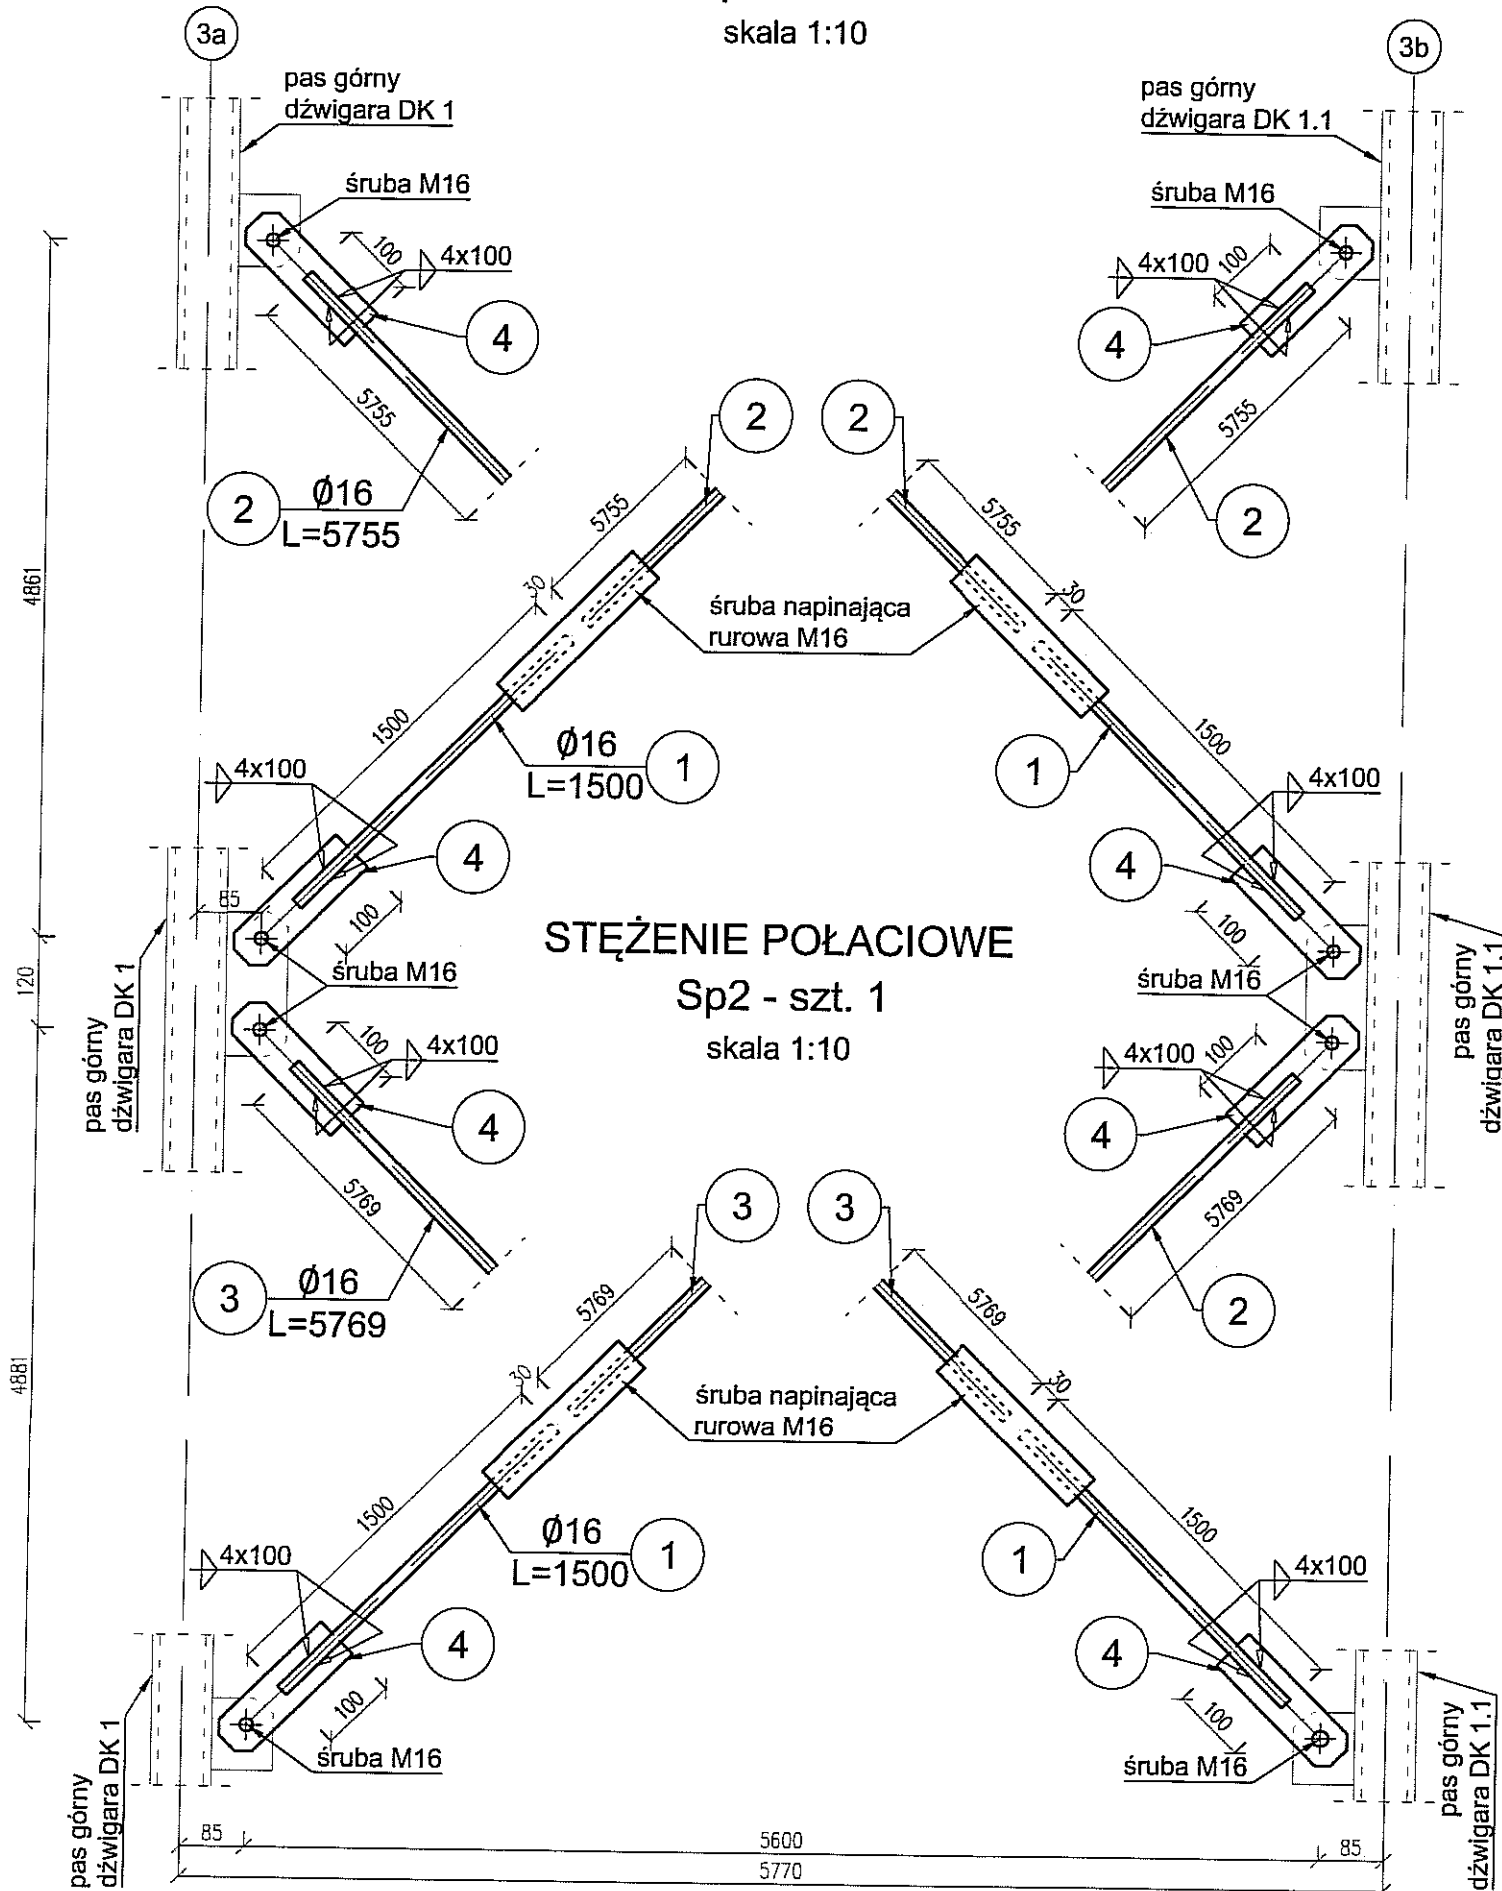 skala 1:10
3a
3b
pas górny
dźwigara DK 1
pas górny
dźwigara DK 1.1
śruba M16
śruba M16
100
4x100
4x100
100
4
4
5755
5755
2
2
2
Ø16
L=5755
2
5755
5755
30
30
śruba napinająca
rurowa M16
4861
1500
1500
Ø16
L=1500
1
1
4x100
4x100
4
4
85
100
100
STĘŻENIE POŁACIOWE
Sp2 - szt. 1
skala 1:10
śruba M16
śruba M16
120
pas górny
dźwigara DK 1
pas górny
dźwigara DK 1.1
100
4x100
4x100
100
4
4
5769
5769
3
3
3
Ø16
L=5769
2
5769
5769
30
30
śruba napinająca
rurowa M16
4881
1500
1500
Ø16
L=1500
1
1
4x100
4x100
4
4
100
100
śruba M16
śruba M16
pas górny
dźwigara DK 1
pas górny
dźwigara DK 1.1
85
5600
85
5770